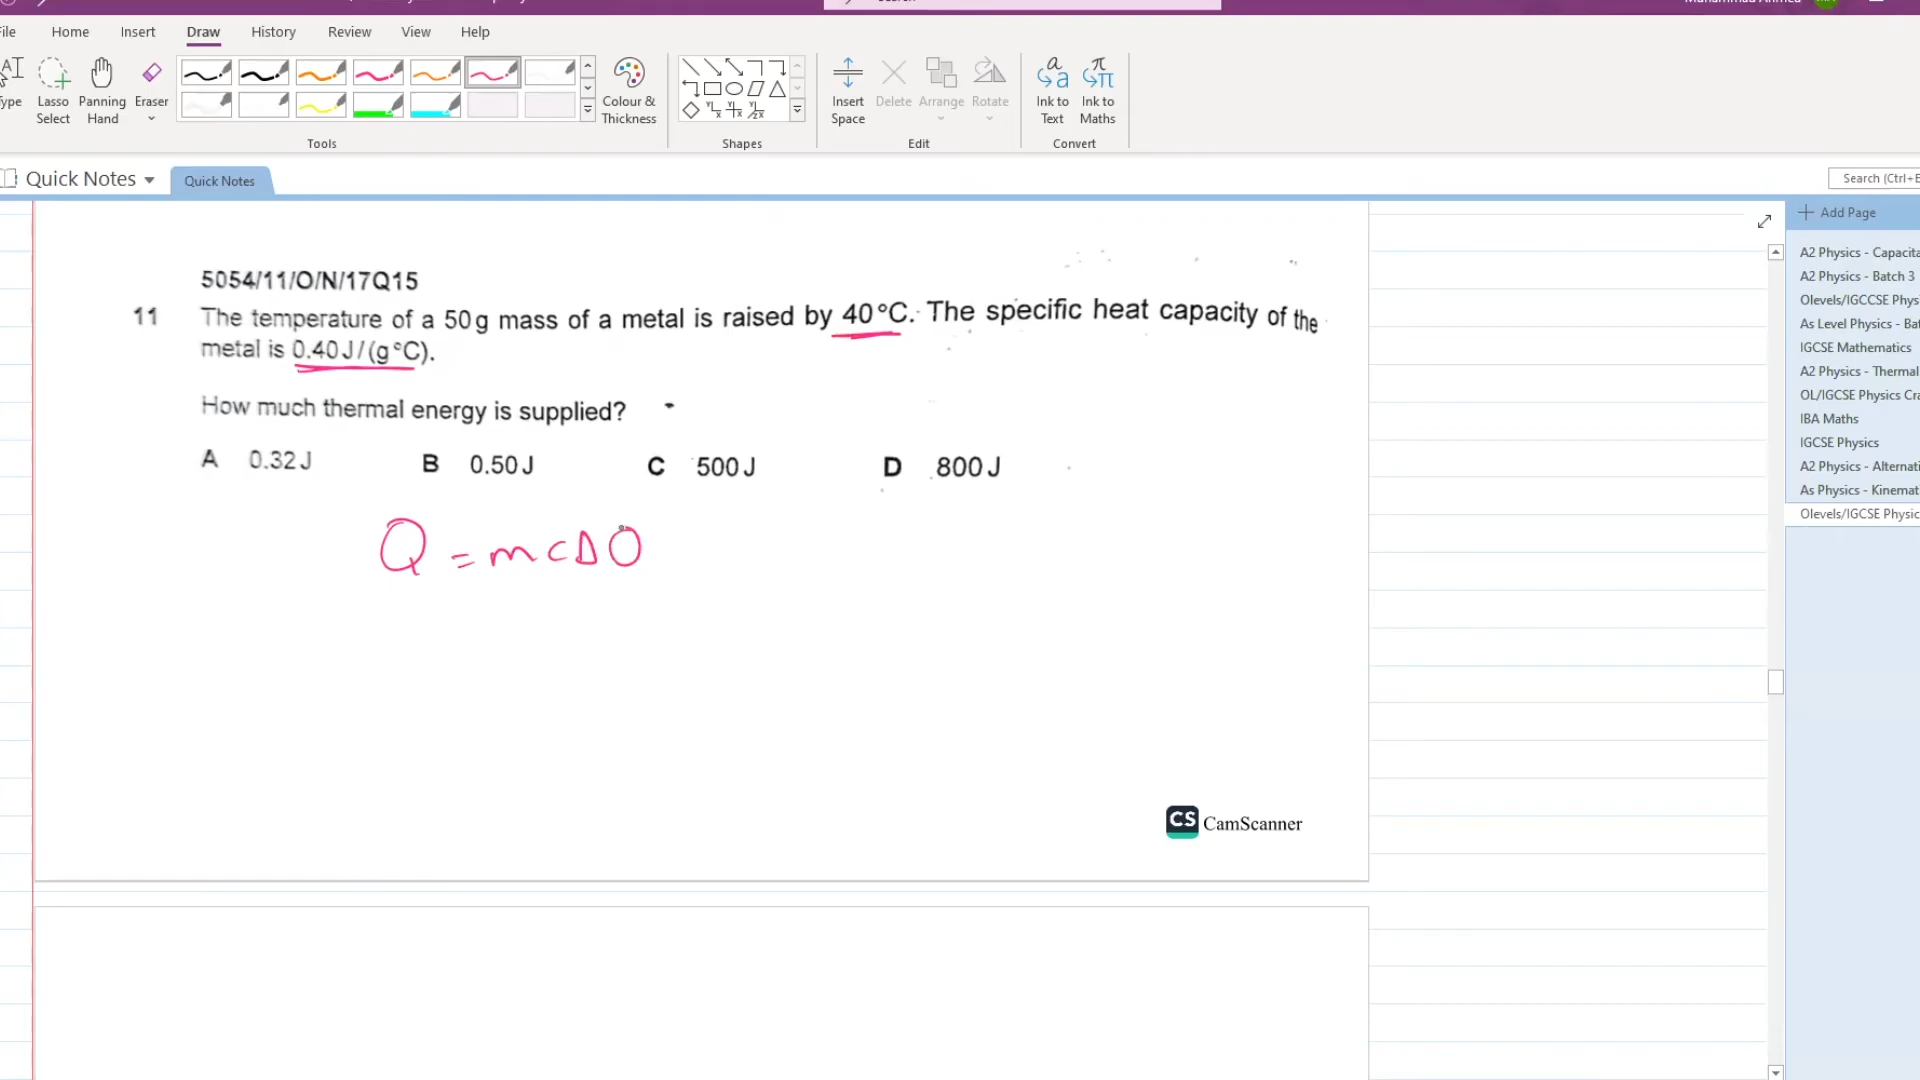 File Home Insert Draw History Review View Help
Type Lasso Select Panning Hand Eraser Colour & Thickness Insert Space Delete Arrange Rotate Ink to Text Ink to Maths
Tools Shapes Edit Convert
Quick Notes Quick Notes Search (Ctrl+E
Add Page
A2 Physics - Capacita
A2 Physics - Batch 3
Olevels/IGCCSE Phys
As Level Physics - Bat
IGCSE Mathematics
A2 Physics - Thermal
OL/IGCSE Physics Cra
IBA Maths
IGCSE Physics
A2 Physics - Alternati
As Physics - Kinemat
Olevels/IGCSE Physic
5054/11/O/N/17Q15
11 The temperature of a 50 g mass of a metal is raised by 40 °C. The specific heat capacity of the
metal is 0.40 J / (g °C).
How much thermal energy is supplied?
A 0.32 J B 0.50 J C 500 J D 800 J
Q = mcΔO
CS CamScanner